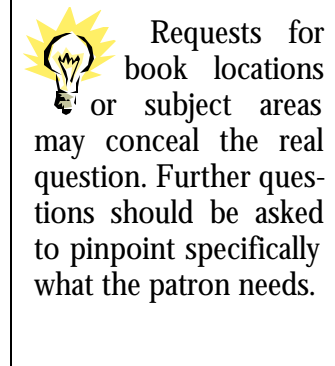 Requests for
book locations
or subject areas
may conceal the real
question. Further ques-
tions should be asked
to pinpoint specifically
what the patron needs.